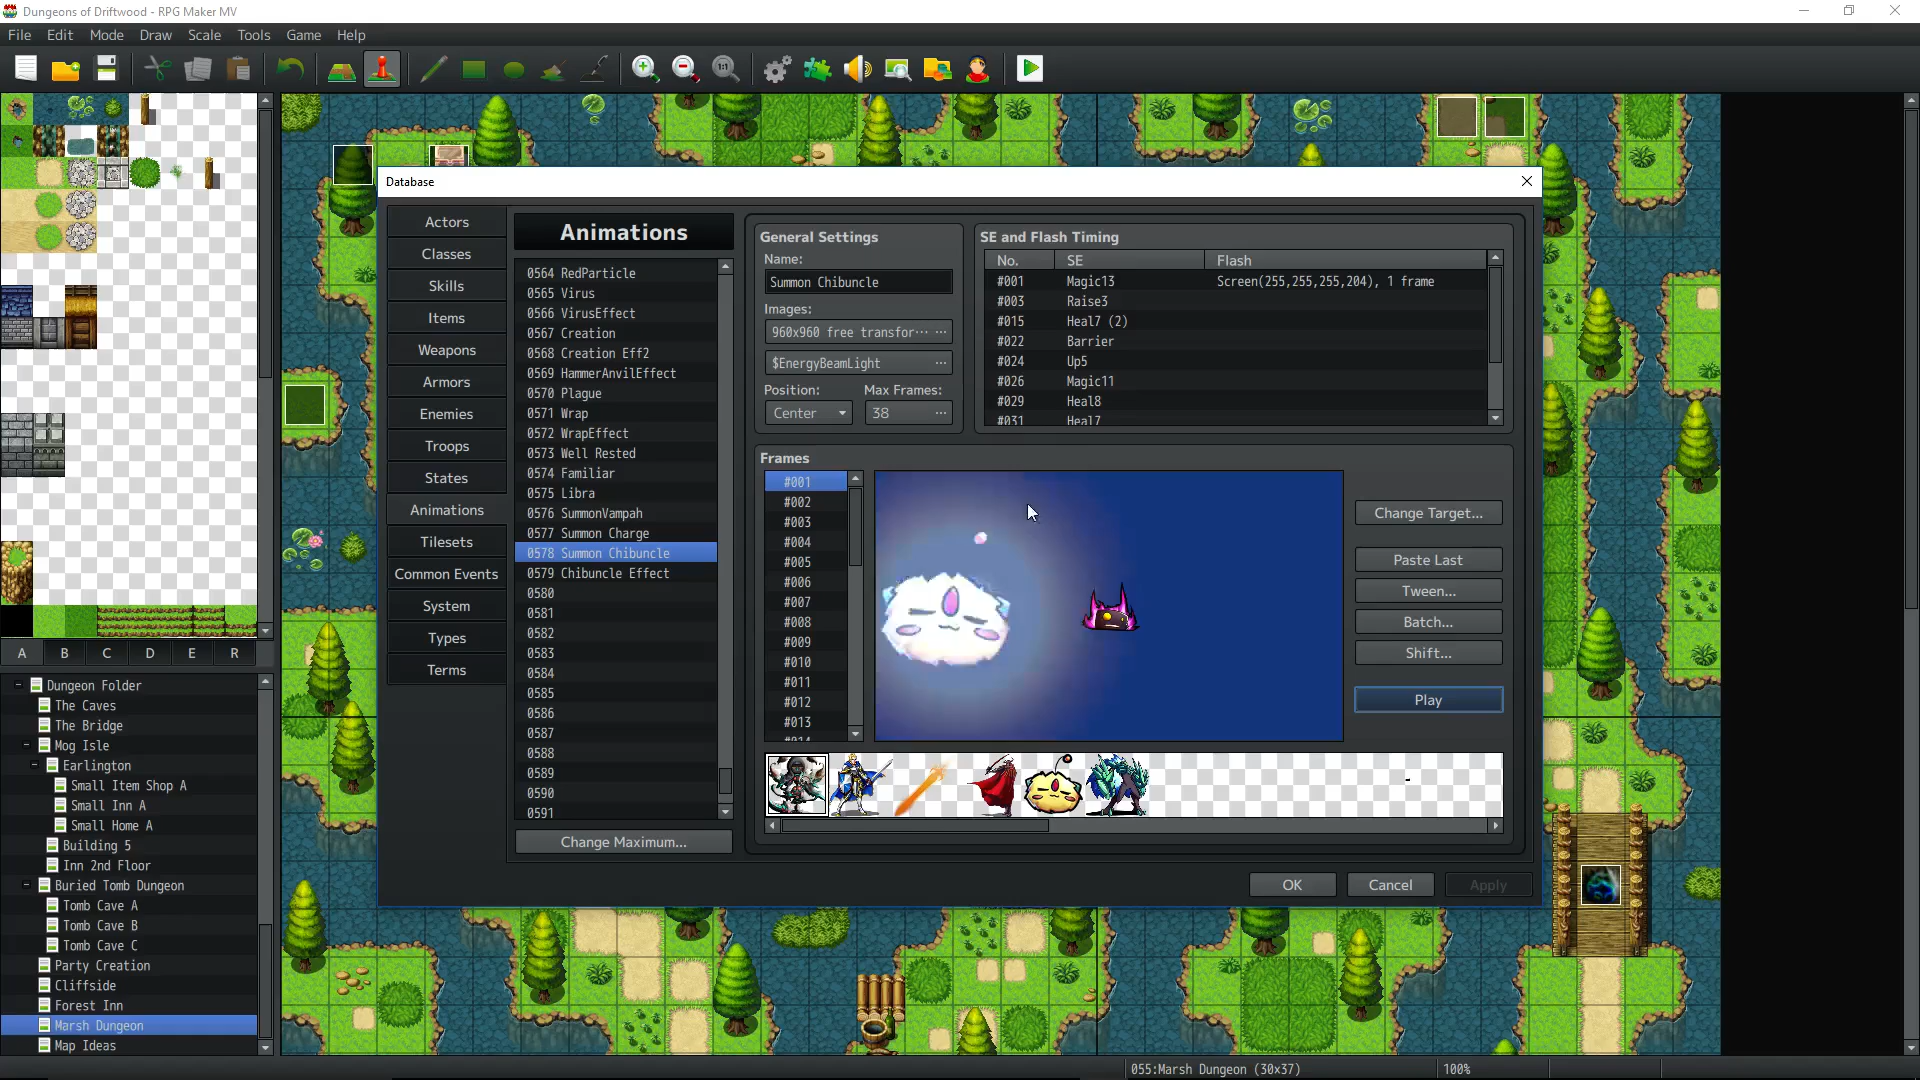 Dungeons of Driftwood - RPG Maker MV
File Edit Mode Draw Scale Tools Game Help
1:1
Database
Actors
Classes
Skills
Items
Weapons
Armors
Enemies
Troops
States
Animations
Tilesets
Common Events
System
Types
Terms
Animations
0564 RedParticle
0565 Virus
0566 VirusEffect
0567 Creation
0568 Creation Eff2
0569 HammerAnvilEffect
0570 Plague
0571 Wrap
0572 WrapEffect
0573 Well Rested
0574 Familiar
0575 Libra
0576 SummonVampah
0577 Summon Charge
0578 Summon Chibuncle
0579 Chibuncle Effect
0580
0581
0582
0583
0584
0585
0586
0587
0588
0589
0590
0591
Change Maximum...
General Settings
Name:
Summon Chibuncle
Images:
960x960 free transfor… ...
$EnergyBeamLight ...
Position: Max Frames:
Center 38 ...
SE and Flash Timing
No. SE Flash
#001 Magic13 Screen(255,255,255,204), 1 frame
#003 Raise3
#015 Heal7 (2)
#022 Barrier
#024 Up5
#026 Magic11
#029 Heal8
#031 Heal7
Frames
#001
#002
#003
#004
#005
#006
#007
#008
#009
#010
#011
#012
#013
#014
Change Target...
Paste Last
Tween...
Batch...
Shift...
Play
OK Cancel Apply
A B C D E R
Dungeon Folder
The Caves
The Bridge
Mog Isle
Earlington
Small Item Shop A
Small Inn A
Small Home A
Building 5
Inn 2nd Floor
Buried Tomb Dungeon
Tomb Cave A
Tomb Cave B
Tomb Cave C
Party Creation
Cliffside
Forest Inn
Marsh Dungeon
Map Ideas
055:Marsh Dungeon (30x37) 100%